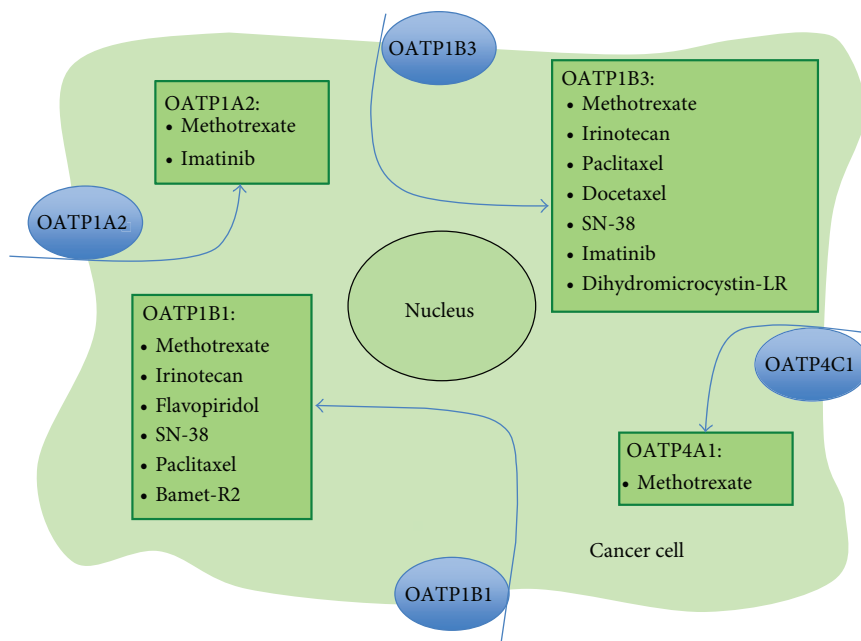 OATP1B3
OATP1A2:
• Methotrexate
• Imatinib
OATP1B3:
• Methotrexate
• Irinotecan
• Paclitaxel
• Docetaxel
• SN-38
• Imatinib
• Dihydromicrocystin-LR
OATP1A2
Nucleus
OATP1B1:
• Methotrexate
• Irinotecan
• Flavopiridol
• SN-38
• Paclitaxel
• Bamet-R2
OATP4C1
OATP4A1:
• Methotrexate
Cancer cell
OATP1B1